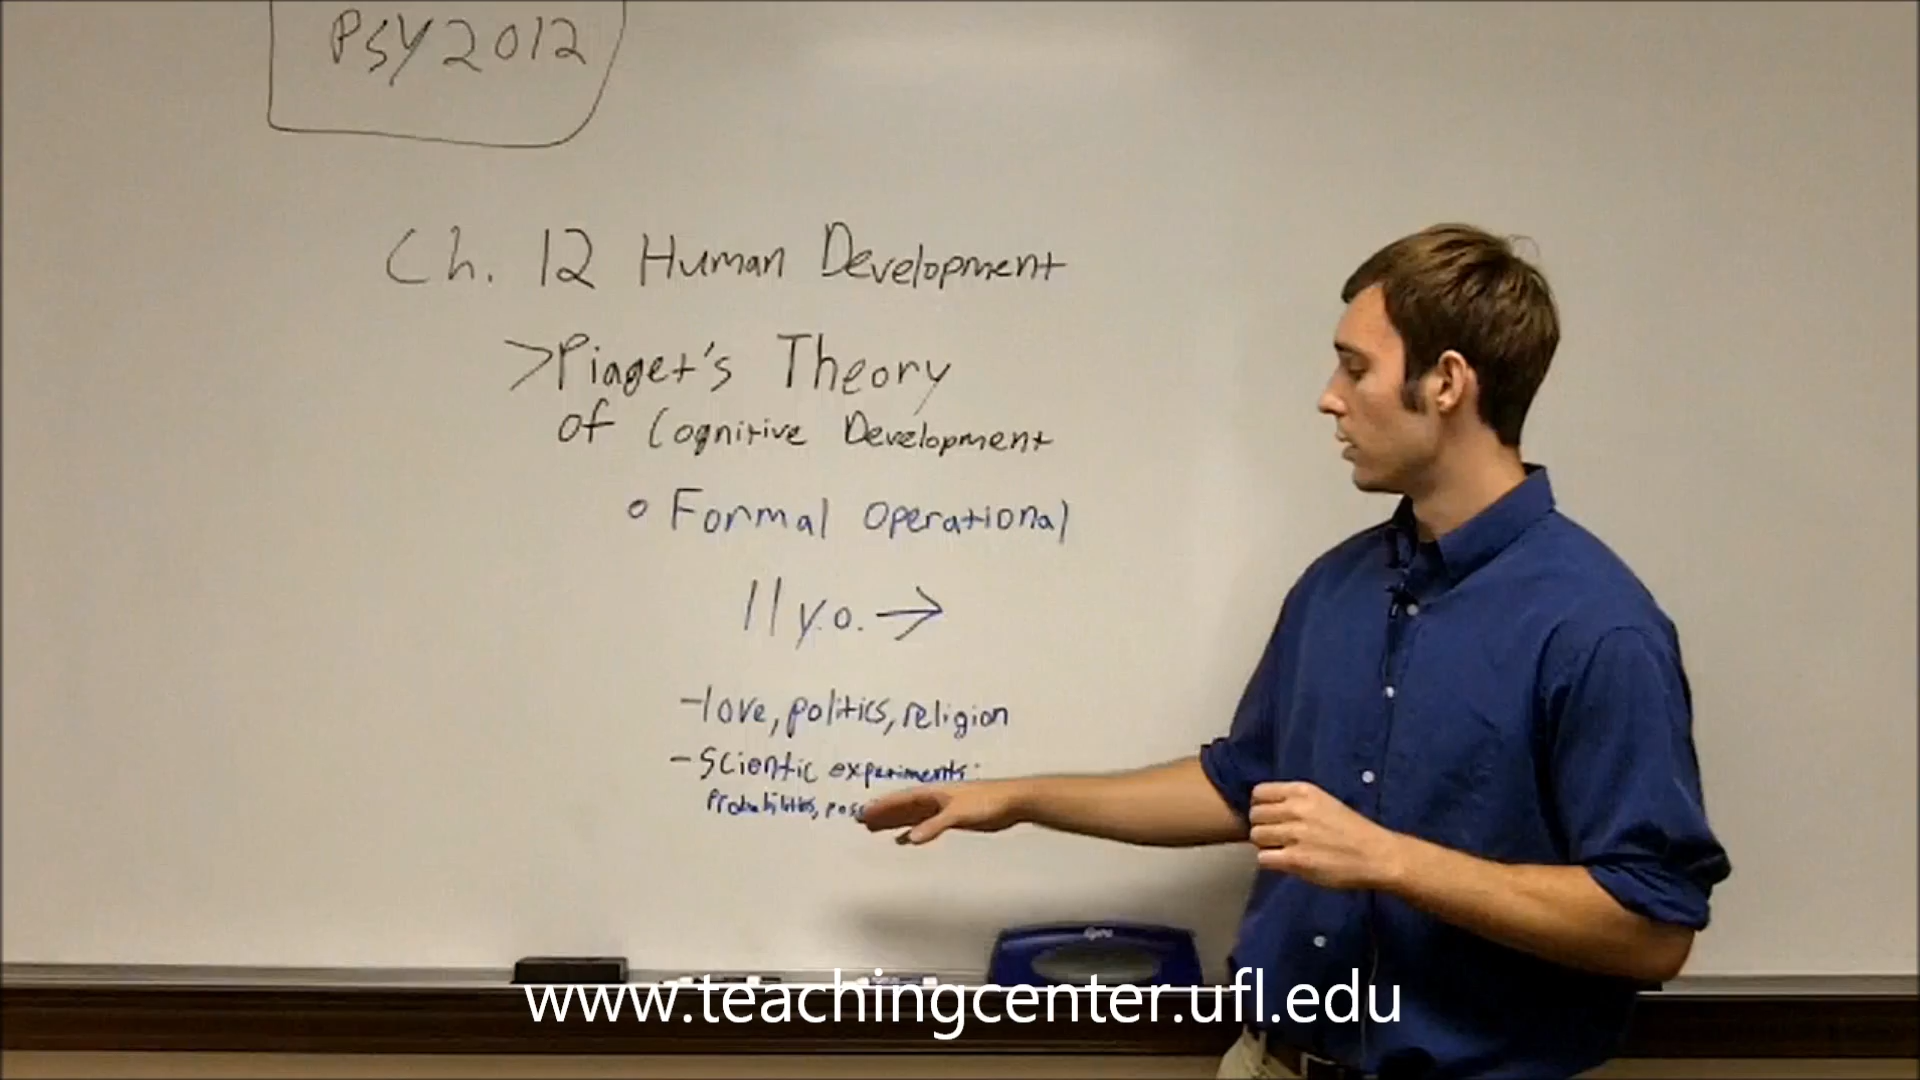 PSY2012
Ch. 12 Human Development
>Piaget's Theory
of Cognitive Development
o Formal Operational
11 y.o. →
-love, politics, religion
-Scientic experiments:
Probabilities,
www.teachingcenter.ufl.edu